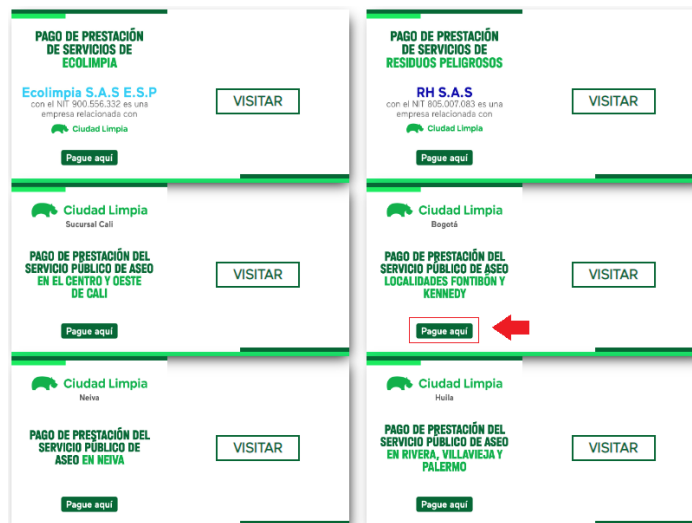 PAGO DE PRESTACIÓN
DE SERVICIOS DE
ECOLIMPIA
Ecolimpia S.A.S E.S.P
con el NIT 900.556.332 es una
empresa relacionada con
Ciudad Limpia
Pague aquí
VISITAR
PAGO DE PRESTACIÓN
DE SERVICIOS DE
RESIDUOS PELIGROSOS
RH S.A.S
con el NIT 805.007.083 es una
empresa relacionada con
Ciudad Limpia
Pague aquí
VISITAR
Ciudad Limpia
Sucursal Cali
PAGO DE PRESTACIÓN DEL
SERVICIO PÚBLICO DE ASEO
EN EL CENTRO Y OESTE
DE CALI
Pague aquí
VISITAR
Ciudad Limpia
Bogotá
PAGO DE PRESTACIÓN DEL
SERVICIO PÚBLICO DE ASEO
LOCALIDADES FONTIBÓN Y
KENNEDY
Pague aquí
VISITAR
Ciudad Limpia
Neiva
PAGO DE PRESTACIÓN DEL
SERVICIO PÚBLICO DE
ASEO EN NEIVA
Pague aquí
VISITAR
Ciudad Limpia
Huila
PAGO DE PRESTACIÓN DEL
SERVICIO PÚBLICO DE ASEO
EN RIVERA, VILLAVIEJA Y
PALERMO
Pague aquí
VISITAR